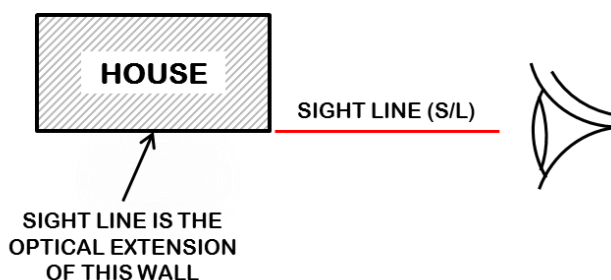 HOUSE
SIGHT LINE (S/L)
SIGHT LINE IS THE
OPTICAL EXTENSION
OF THIS WALL